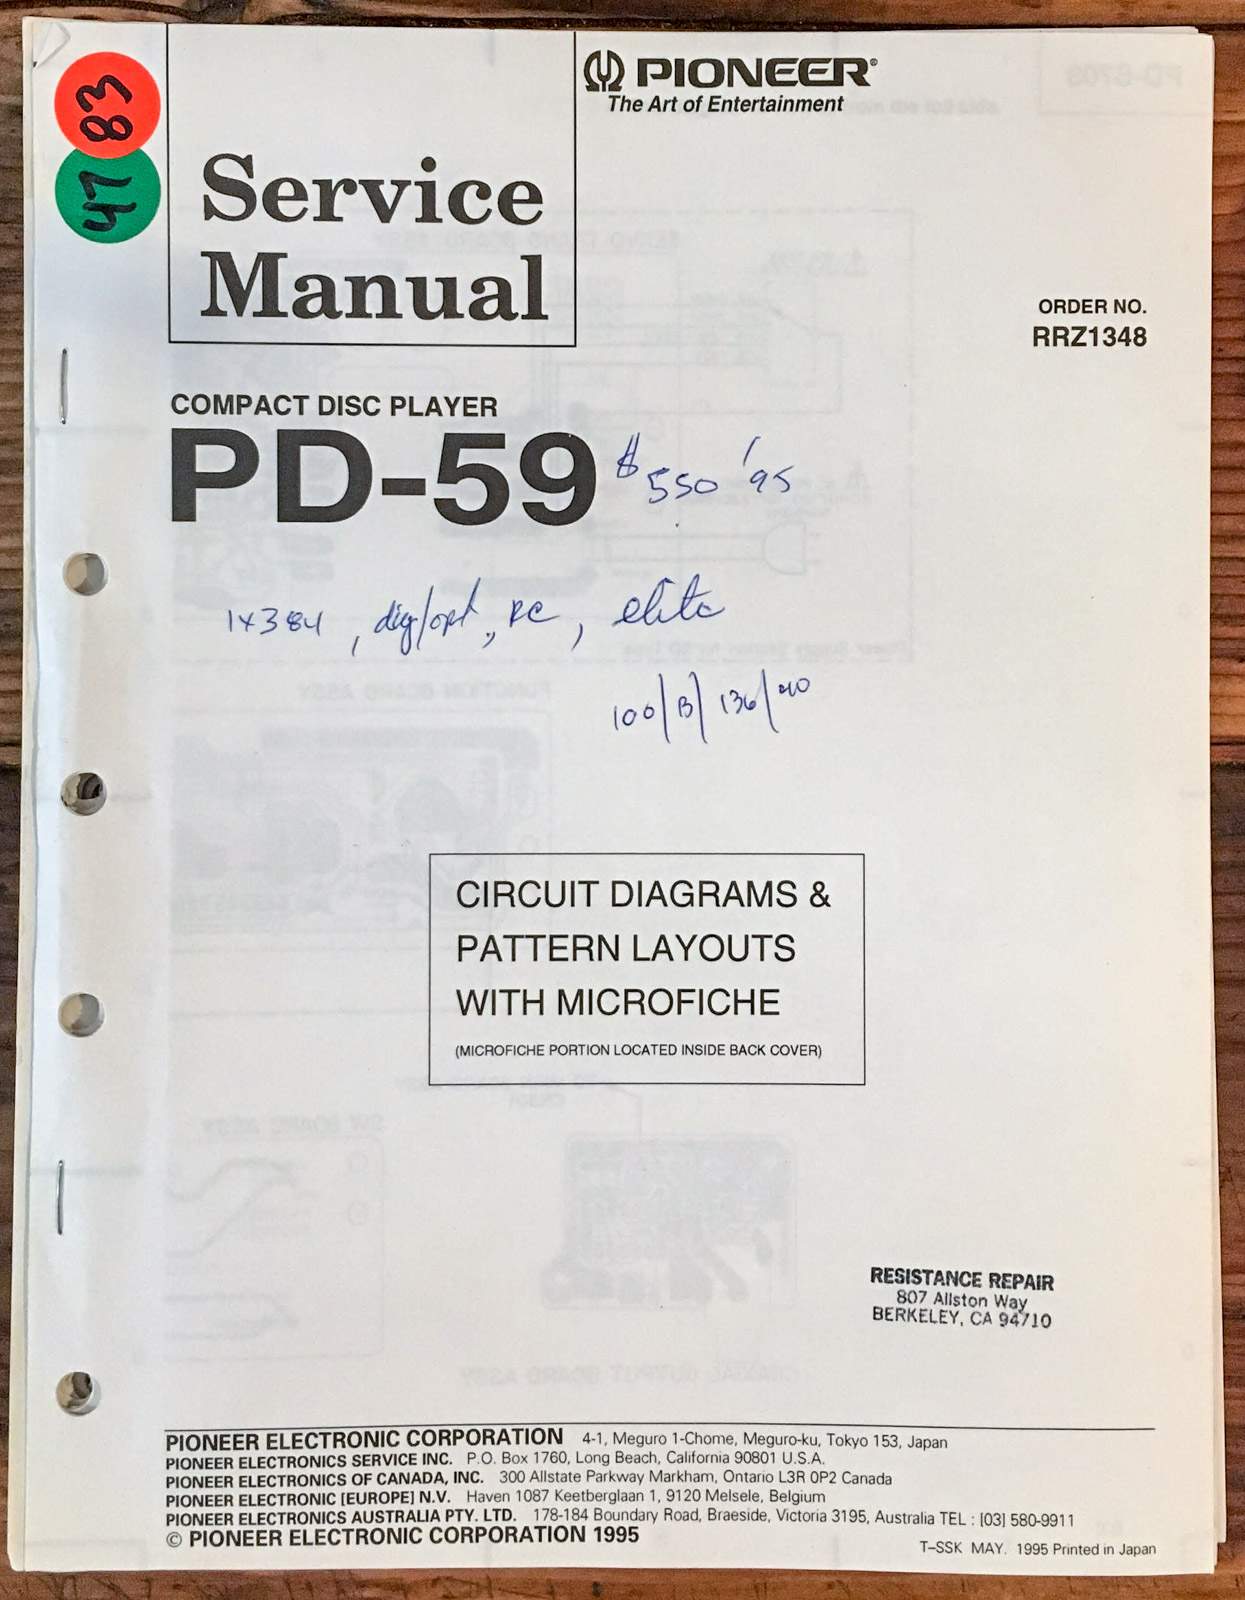 83
47
PIONEER®
The Art of Entertainment
Service
Manual
ORDER NO.
RRZ1348
COMPACT DISC PLAYER
PD-59
$550 '95
1x384, dig/opt, RC, elite
100/B/136/40
CIRCUIT DIAGRAMS &
PATTERN LAYOUTS
WITH MICROFICHE
(MICROFICHE PORTION LOCATED INSIDE BACK COVER)
RESISTANCE REPAIR
807 Allston Way
BERKELEY, CA 94710
PIONEER ELECTRONIC CORPORATION 4-1, Meguro 1-Chome, Meguro-ku, Tokyo 153, Japan
PIONEER ELECTRONICS SERVICE INC. P.O. Box 1760, Long Beach, California 90801 U.S.A.
PIONEER ELECTRONICS OF CANADA, INC. 300 Allstate Parkway Markham, Ontario L3R 0P2 Canada
PIONEER ELECTRONIC [EUROPE] N.V. Haven 1087 Keetberglaan 1, 9120 Melsele, Belgium
PIONEER ELECTRONICS AUSTRALIA PTY. LTD. 178-184 Boundary Road, Braeside, Victoria 3195, Australia TEL : [03] 580-9911
© PIONEER ELECTRONIC CORPORATION 1995
T-SSK MAY. 1995 Printed in Japan